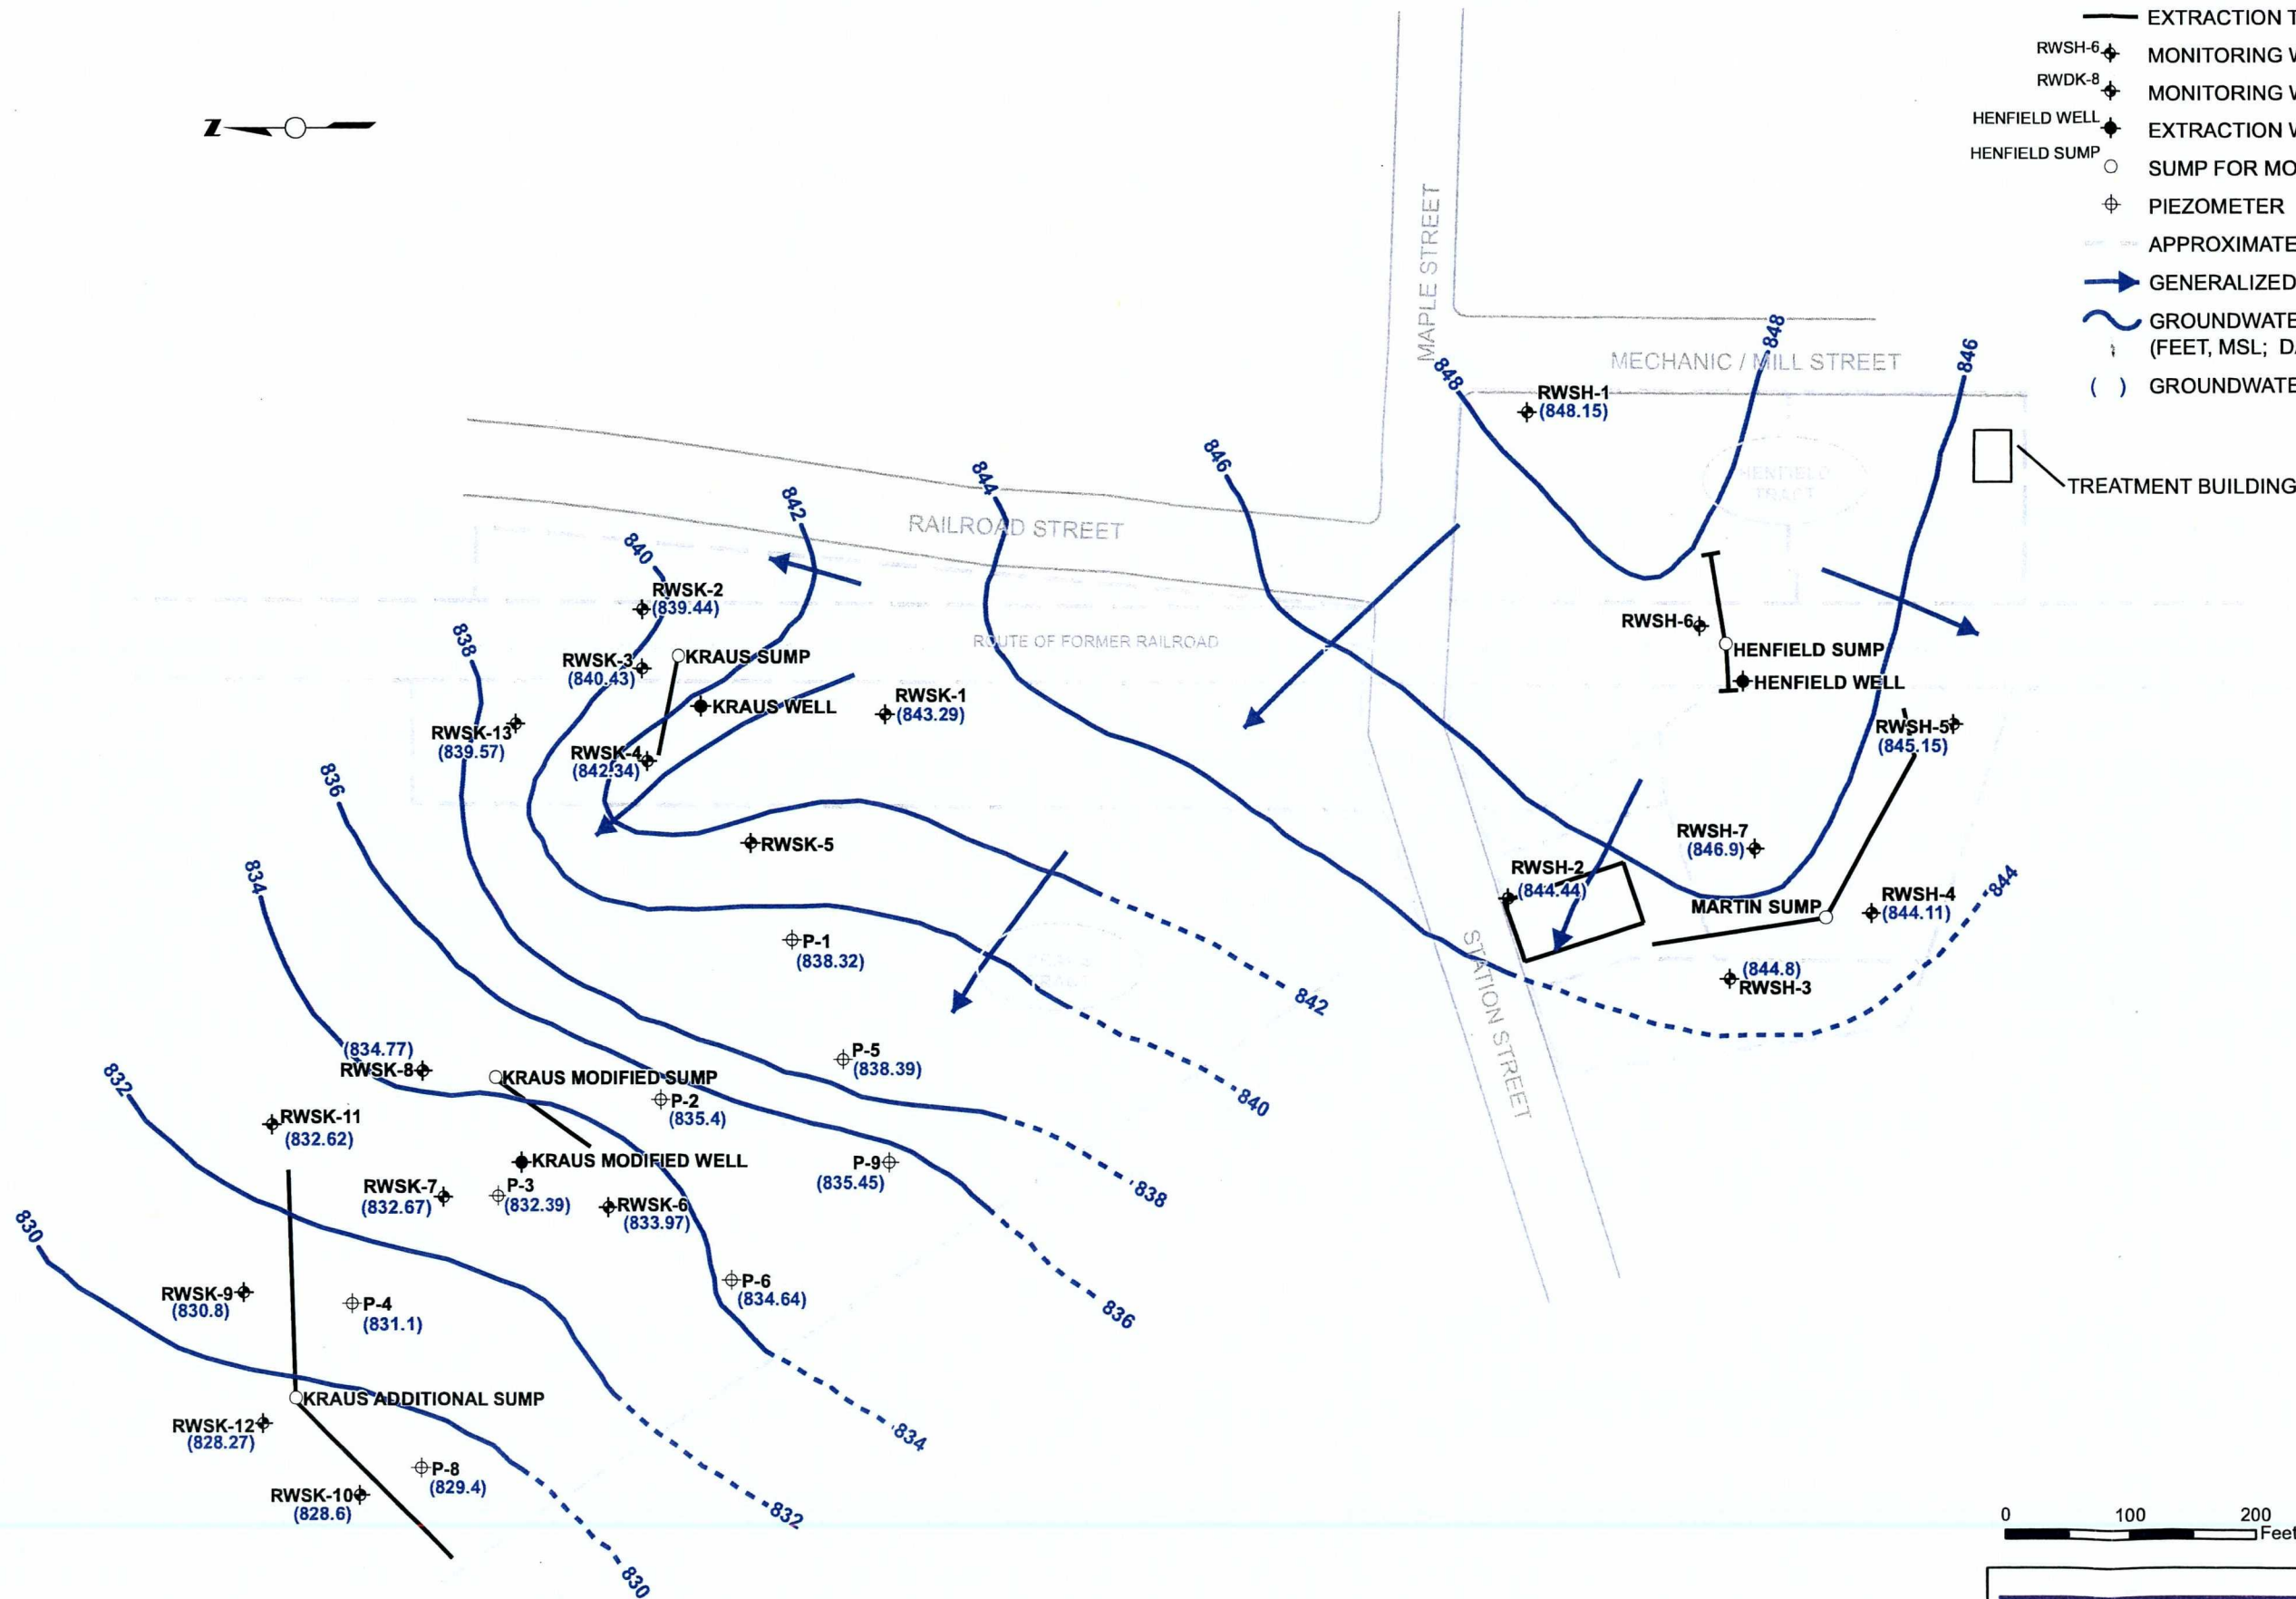 EXTRACTION T
RWSH-6
MONITORING W
RWDK-8
MONITORING W
HENFIELD WELL
EXTRACTION W
HENFIELD SUMP
SUMP FOR MO
PIEZOMETER
APPROXIMATE
GENERALIZED
GROUNDWATE
(FEET, MSL; DA
( ) GROUNDWATE
Z
MAPLE STREET
MECHANIC / MILL STREET
848
848
846
RWSH-1
(848.15)
HENFIELD
TRACT
TREATMENT BUILDING
846
844
842
840
838
836
834
832
830
RAILROAD STREET
ROUTE OF FORMER RAILROAD
RWSK-2
(839.44)
RWSK-3
(840.43)
KRAUS SUMP
KRAUS WELL
RWSK-1
(843.29)
RWSK-13
(839.57)
RWSK-4
(842.34)
RWSK-5
RWSH-6
HENFIELD SUMP
HENFIELD WELL
RWSH-5
(845.15)
RWSH-7
(846.9)
RWSH-2
(844.44)
MARTIN SUMP
RWSH-4
(844.11)
844
(844.8)
RWSH-3
STATION STREET
P-1
(838.32)
842
P-5
(838.39)
840
(834.77)
RWSK-8
KRAUS MODIFIED SUMP
P-2
(835.4)
RWSK-11
(832.62)
KRAUS MODIFIED WELL
P-9
(835.45)
838
RWSK-7
(832.67)
P-3
(832.39)
RWSK-6
(833.97)
P-6
(834.64)
836
RWSK-9
(830.8)
P-4
(831.1)
KRAUS ADDITIONAL SUMP
834
RWSK-12
(828.27)
P-8
(829.4)
RWSK-10
(828.6)
832
830
0 100 200
Feet